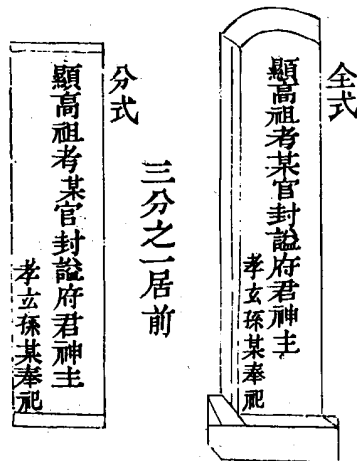 全式
顯高祖考某官封謚府君神主
孝玄孫某奉祀
三分之一居前
分式
顯高祖考某官封謚府君神主
孝玄孫某奉祀